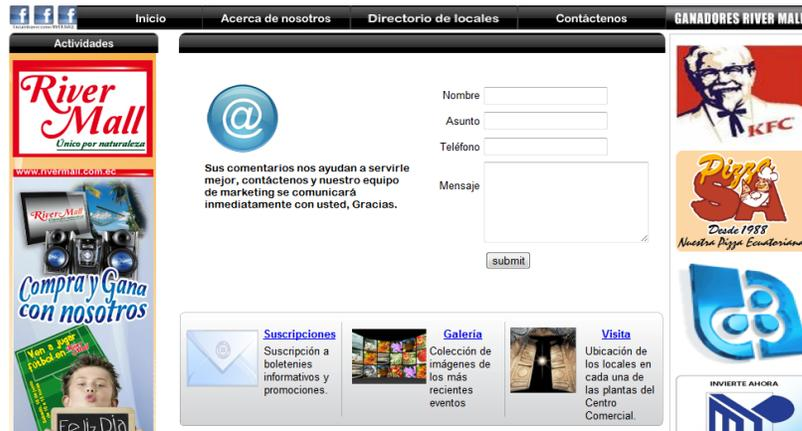 Inicio
Acerca de nosotros
Directorio de locales
Contáctenos
GANADORES RIVER
Actividades
River
Mall
Único por naturaleza
www.rivermall.com.ec
River Mall
Compra y Gana
con nosotros
Ven a jugar
fútbol en
Feliz Día
Sus comentarios nos ayudan a servirle
mejor, contáctenos y nuestro equipo
de marketing se comunicará
inmediatamente con usted, Gracias.
Nombre
Asunto
Teléfono
Mensaje
submit
Suscripciones
Suscripción a
boletenies
informativos y
promociones.
Galería
Colección de
imágenes de
los más
recientes
eventos
Visita
Ubicación de
los locales en
cada una de
las plantas del
Centro
Comercial.
KFC
Pizza
SA
Desde 1988
Nuestra Pizza Ecuatoriana
INVIERTE AHORA